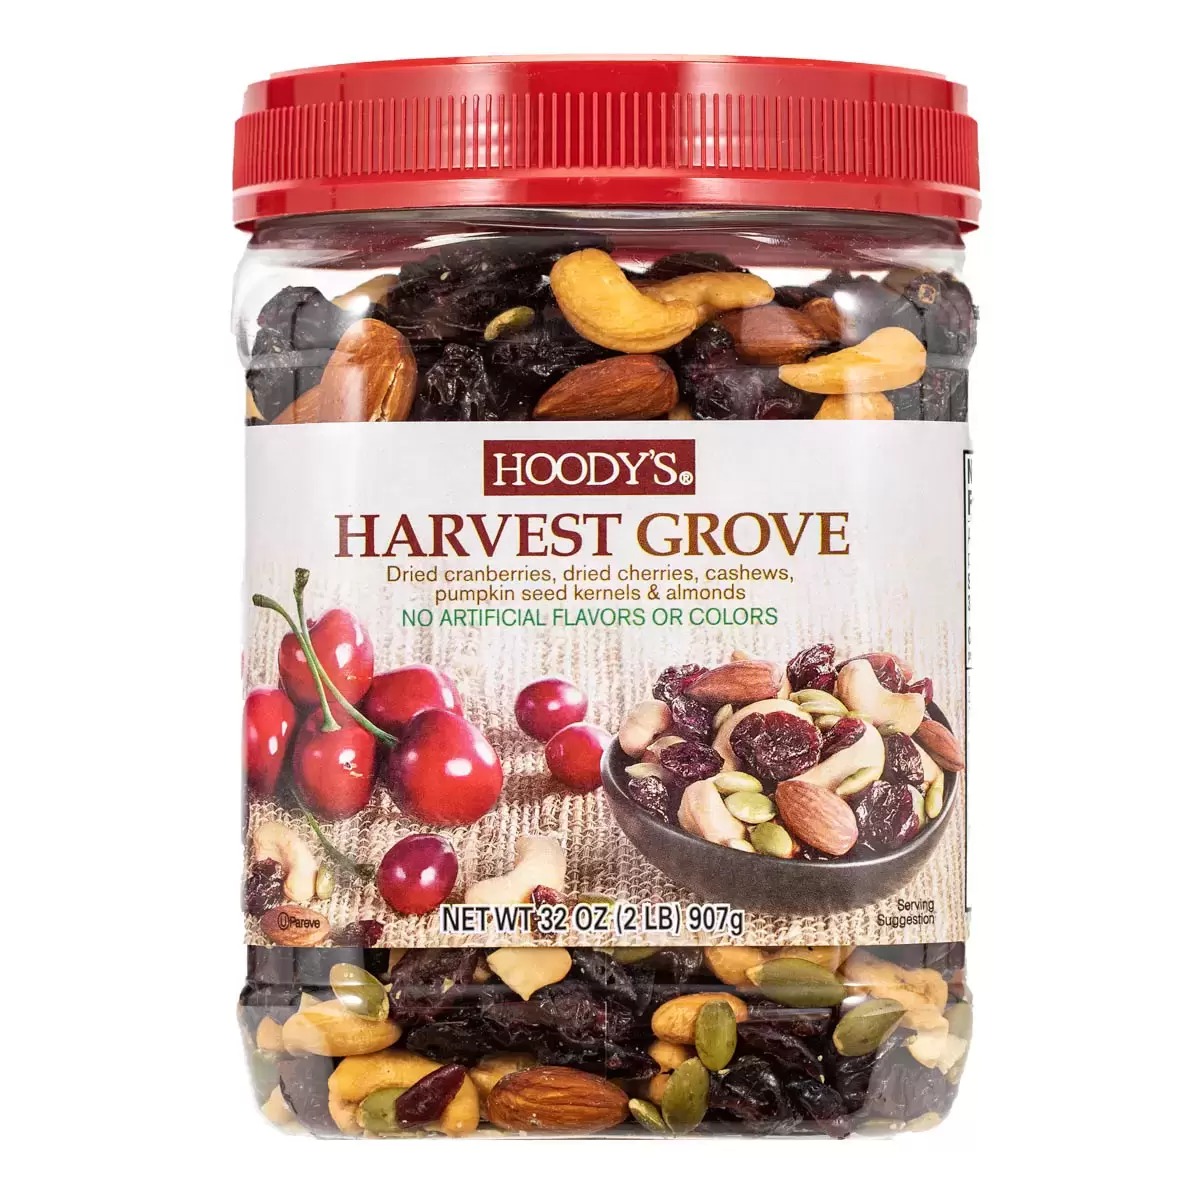 HOODY'S®
HARVEST GROVE
Dried cranberries, dried cherries, cashews,
pumpkin seed kernels & almonds
NO ARTIFICIAL FLAVORS OR COLORS
Serving
Suggestion
U Pareve
NET WT 32 OZ (2 LB) 907g